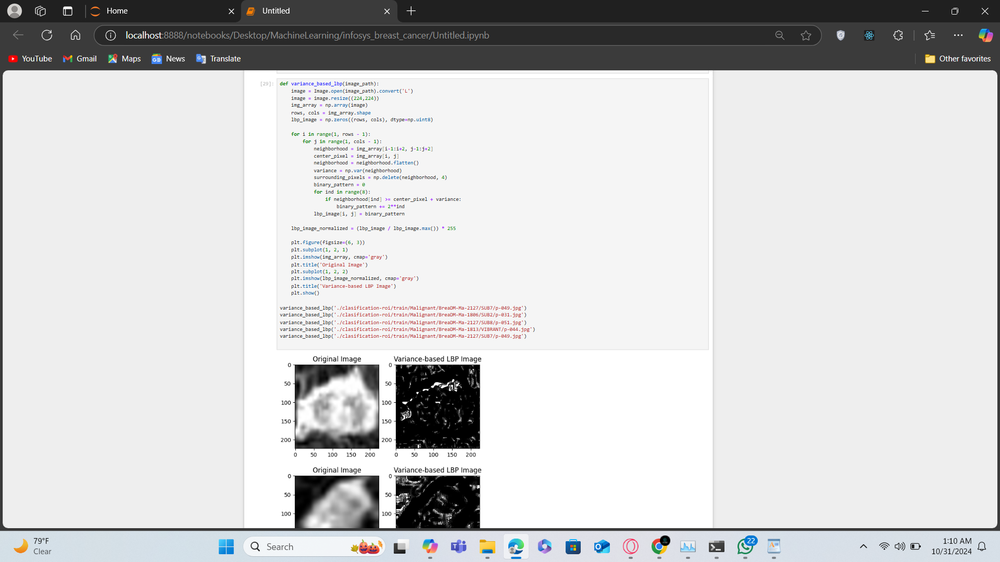 Home
Untitled
localhost:8888/notebooks/Desktop/MachineLearning/infosys_breast_cancer/Untitled.ipynb
YouTube
Gmail
Maps
News
Translate
Other favorites
[29]:
def variance_based_lbp(image_path):
    image = Image.open(image_path).convert('L')
    image = image.resize((224,224))
    img_array = np.array(image)
    rows, cols = img_array.shape
    lbp_image = np.zeros((rows, cols), dtype=np.uint8)
    for i in range(1, rows - 1):
        for j in range(1, cols - 1):
            neighborhood = img_array[i-1:i+2, j-1:j+2]
            center_pixel = img_array[i, j]
            neighborhood = neighborhood.flatten()
            variance = np.var(neighborhood)
            surrounding_pixels = np.delete(neighborhood, 4)
            binary_pattern = 0
            for ind in range(8):
                if neighborhood[ind] >= center_pixel + variance:
                    binary_pattern += 2**ind
            lbp_image[i, j] = binary_pattern
    lbp_image_normalized = (lbp_image / lbp_image.max()) * 255
    plt.figure(figsize=(6, 3))
    plt.subplot(1, 2, 1)
    plt.imshow(img_array, cmap='gray')
    plt.title('Original Image')
    plt.subplot(1, 2, 2)
    plt.imshow(lbp_image_normalized, cmap='gray')
    plt.title('Variance-based LBP Image')
    plt.show()
variance_based_lbp('./clasification-roi/train/Malignant/BreaDM-Ma-2127/SUB7/p-049.jpg')
variance_based_lbp('./clasification-roi/train/Malignant/BreaDM-Ma-1806/SUB2/p-031.jpg')
variance_based_lbp('./clasification-roi/train/Malignant/BreaDM-Ma-2127/SUB8/p-051.jpg')
variance_based_lbp('./clasification-roi/train/Malignant/BreaDM-Ma-1813/VIBRANT/p-044.jpg')
variance_based_lbp('./clasification-roi/train/Malignant/BreaDM-Ma-2127/SUB7/p-049.jpg')
Original Image
0
50
100
150
200
0 50 100 150 200
Variance-based LBP Image
0
50
100
150
200
0 50 100 150 200
Original Image
0
50
100
Variance-based LBP Image
0
50
100
79°F
Clear
Search
22
1:10 AM
10/31/2024